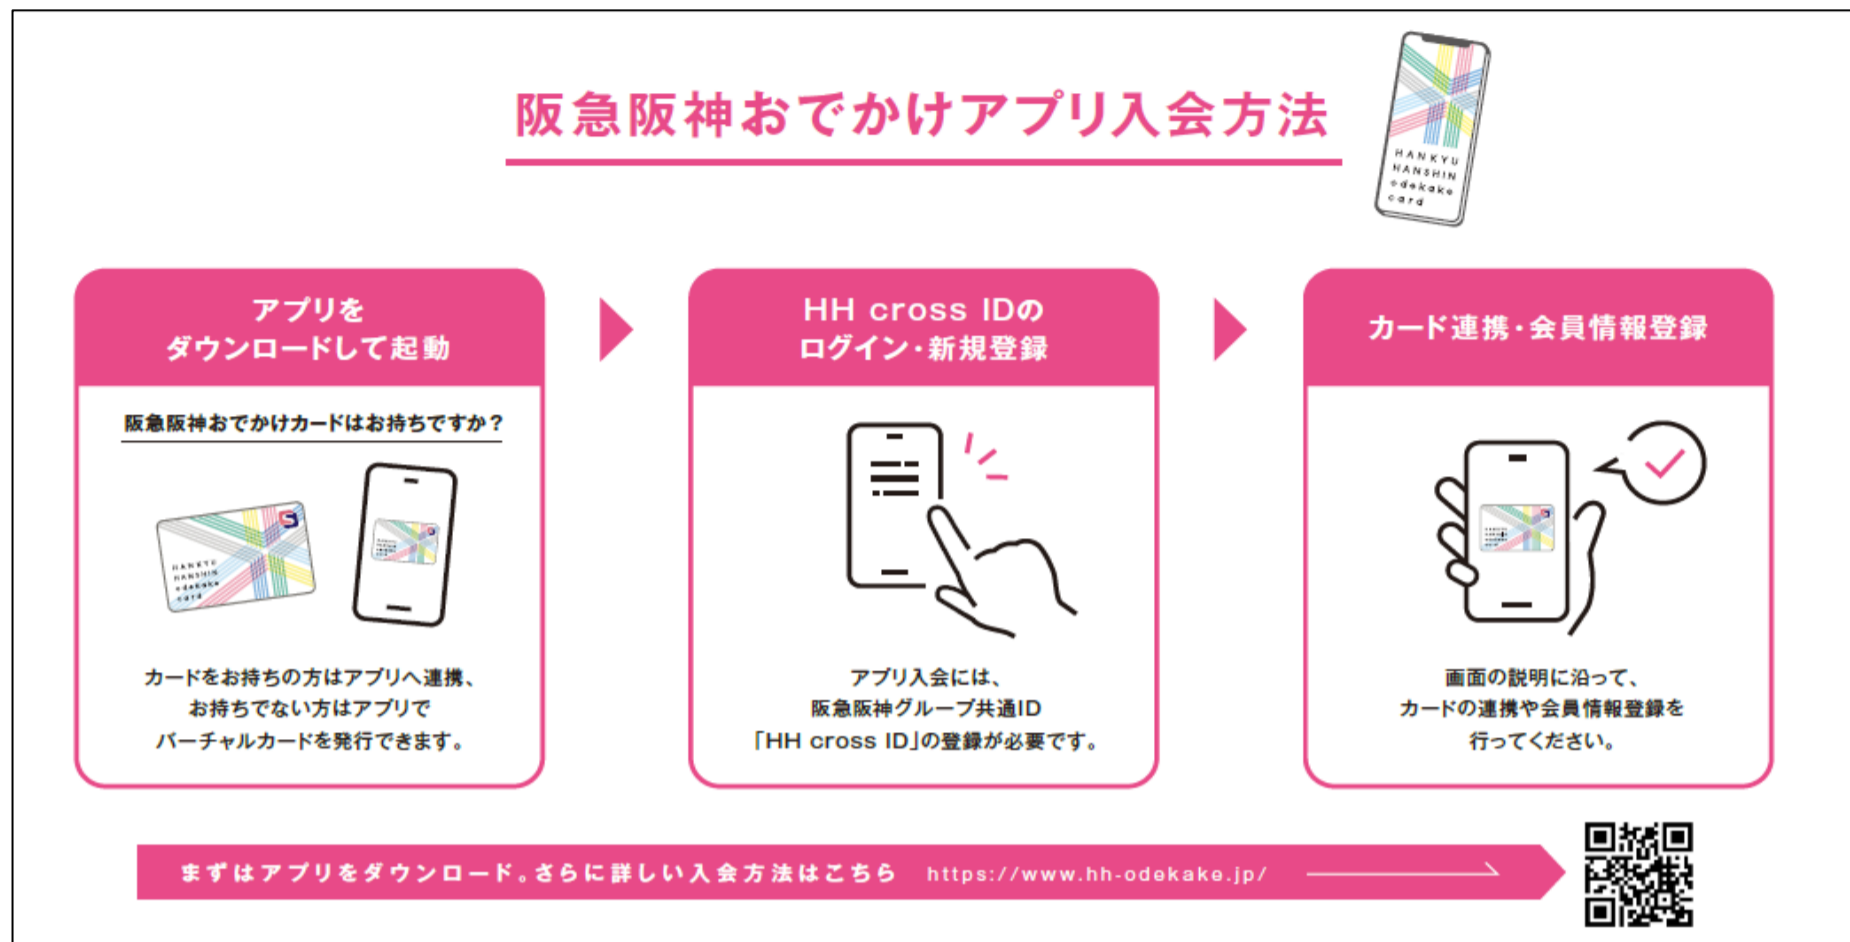 阪急阪神おでかけアプリ入会方法
HANKYU
HANSHIN
odekake
card
アプリを
ダウンロードして起動
阪急阪神おでかけカードはお持ちですか？
HANKYU
HANSHIN
odekake
card
カードをお持ちの方はアプリへ連携、
お持ちでない方はアプリで
バーチャルカードを発行できます。
HH cross IDの
ログイン・新規登録
アプリ入会には、
阪急阪神グループ共通ID
「HH cross ID」の登録が必要です。
カード連携・会員情報登録
画面の説明に沿って、
カードの連携や会員情報登録を
行ってください。
まずはアプリをダウンロード。さらに詳しい入会方法はこちら https://www.hh-odekake.jp/